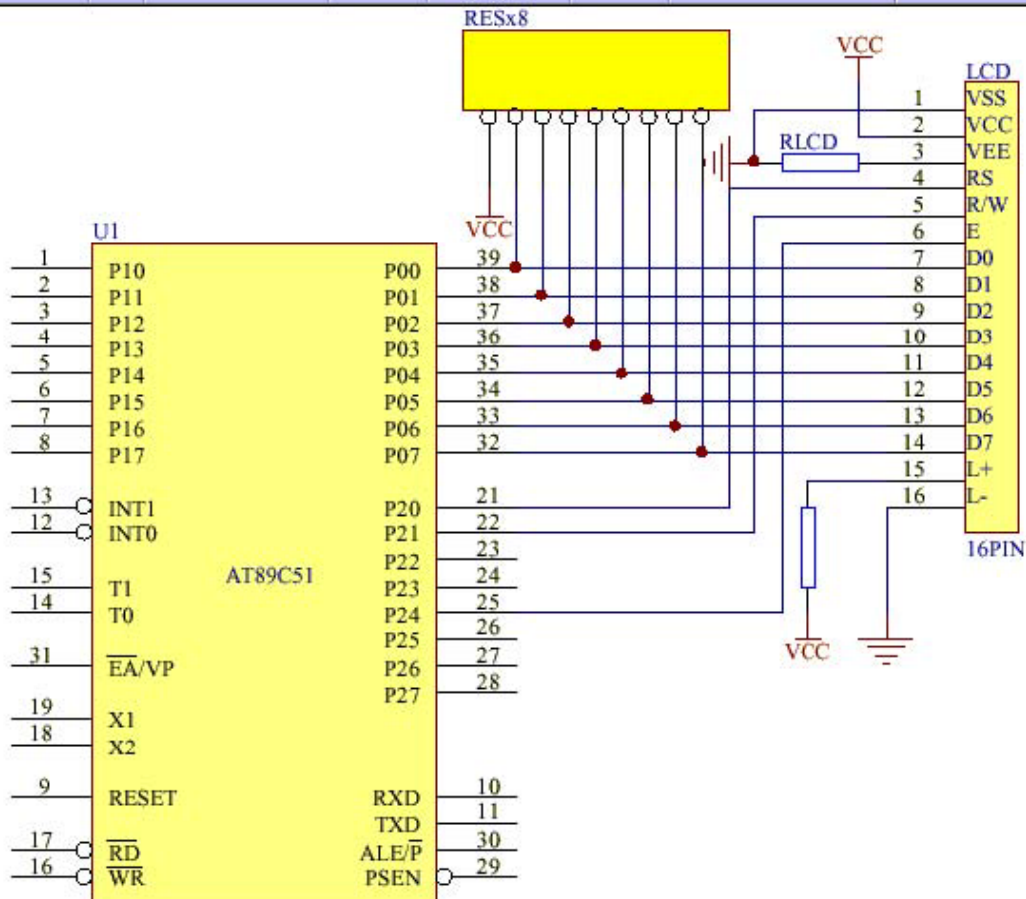 RESx8
VCC
LCD
1 VSS
2 VCC
RLCD 3 VEE
4 RS
5 R/W
VCC 6 E
U1
1 P10 P00 39 7 D0
2 P11 P01 38 8 D1
3 P12 P02 37 9 D2
4 P13 P03 36 10 D3
5 P14 P04 35 11 D4
6 P15 P05 34 12 D5
7 P16 P06 33 13 D6
8 P17 P07 32 14 D7
15 L+
13 INT1 P20 21 16 L-
12 INT0 P21 22
16PIN
P22 23
AT89C51
15 T1 P23 24
14 T0 P24 25
P25 26
VCC
31 EA/VP P26 27
P27 28
19 X1
18 X2
9 RESET RXD 10
TXD 11
17 RD ALE/P 30
16 WR PSEN 29